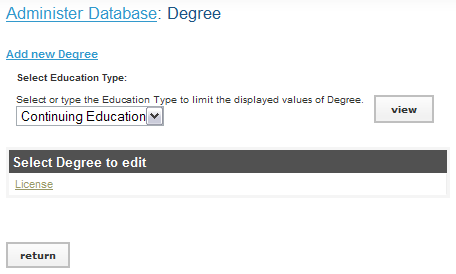 Administer Database: Degree
Add new Degree
Select Education Type:
Select or type the Education Type to limit the displayed values of Degree.
Continuing Education
view
Select Degree to edit
License
return